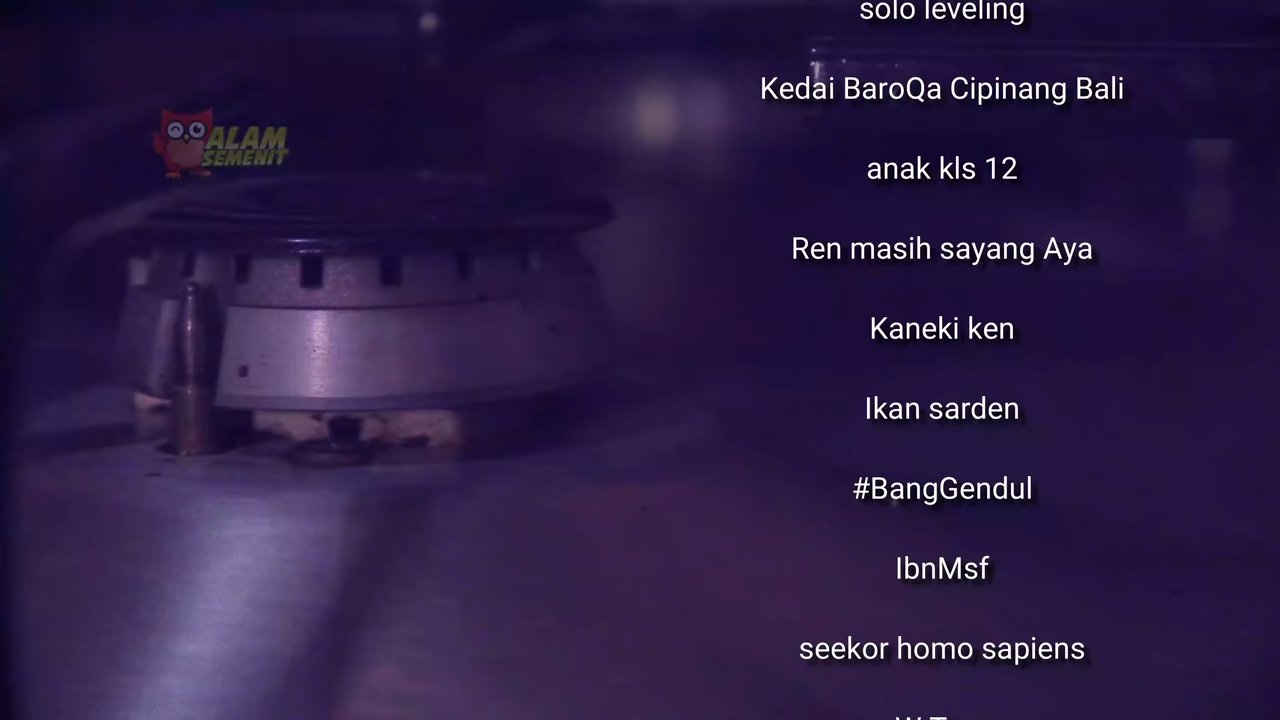 solo leveling
ALAM
SEMENIT
Kedai BaroQa Cipinang Bali
anak kls 12
Ren masih sayang Aya
Kaneki ken
Ikan sarden
#BangGendul
IbnMsf
seekor homo sapiens